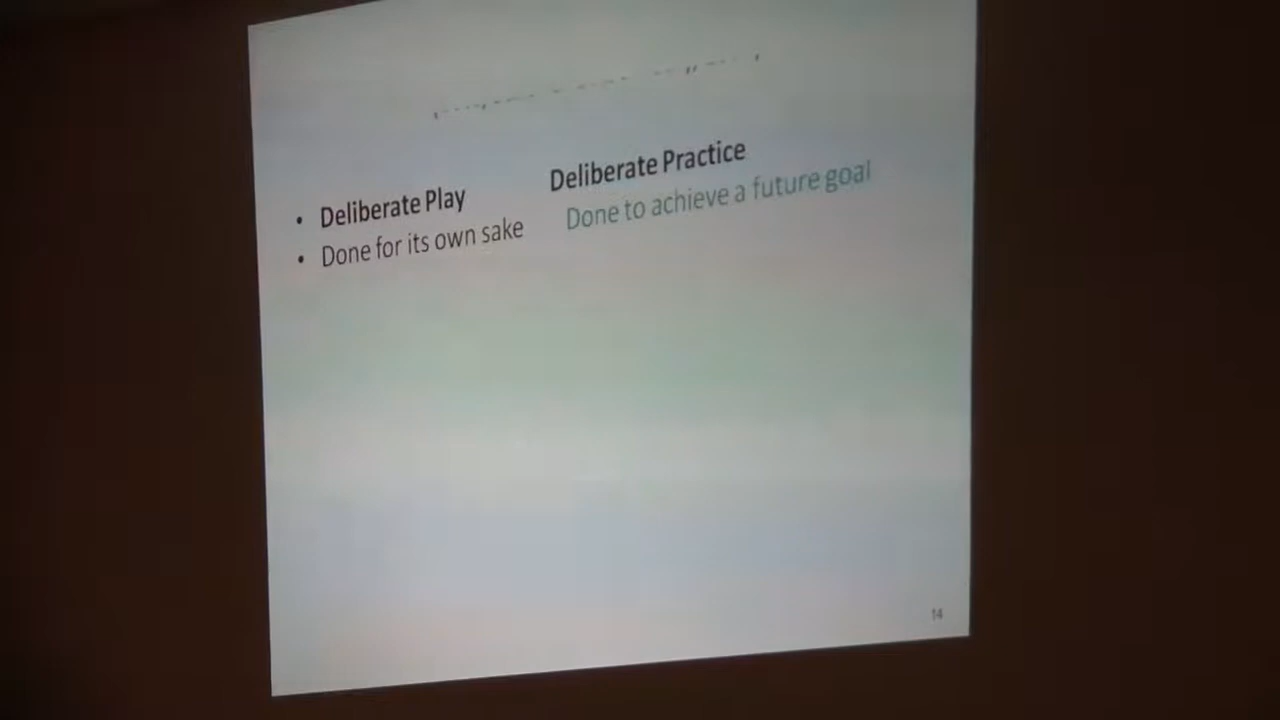 • Deliberate Play Deliberate Practice
• Done for its own sake Done to achieve a future goal
14